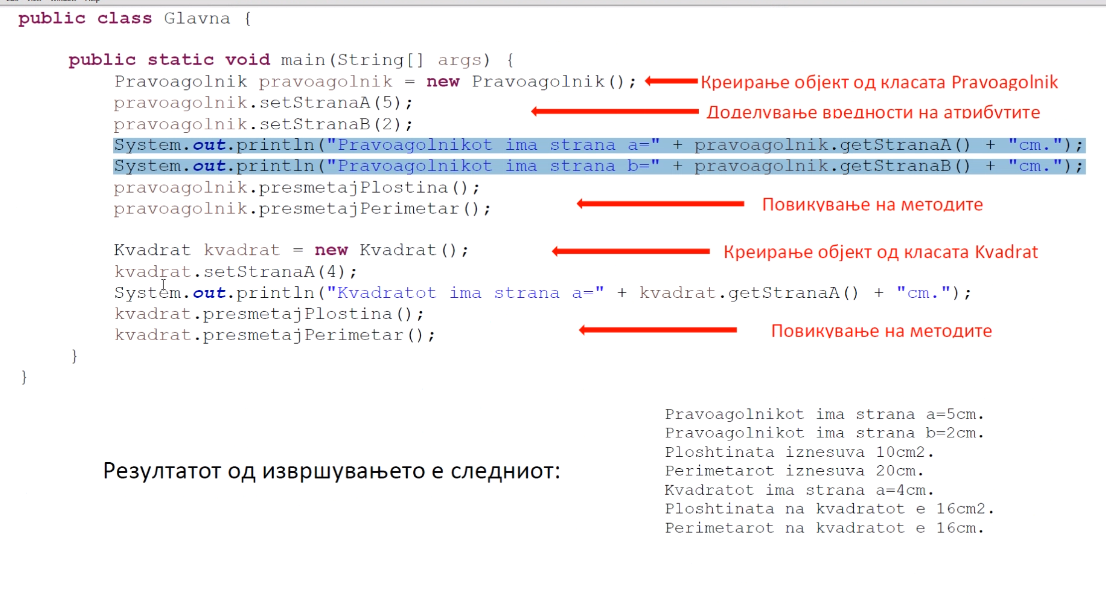 public class Glavna {
public static void main(String[] args) {
Pravoagolnik pravoagolnik = new Pravoagolnik(); Креирање објект од класата Pravoagolnik
pravoagolnik.setStranaA(5);
Доделување вредности на атрибутите
pravoagolnik.setStranaB(2);
System.out.println("Pravoagolnikot ima strana a=" + pravoagolnik.getStranaA() + "cm.");
System.out.println("Pravoagolnikot ima strana b=" + pravoagolnik.getStranaB() + "cm.");
pravoagolnik.presmetajPlostina();
pravoagolnik.presmetajPerimetar(); Повикување на методите
Kvadrat kvadrat = new Kvadrat(); Креирање објект од класата Kvadrat
kvadrat.setStranaA(4);
System.out.println("Kvadratot ima strana a=" + kvadrat.getStranaA() + "cm.");
kvadrat.presmetajPlostina();
kvadrat.presmetajPerimetar(); Повикување на методите
}
}
Резултатот од извршувањето е следниот:
Pravoagolnikot ima strana a=5cm.
Pravoagolnikot ima strana b=2cm.
Ploshtinata iznesuva 10cm2.
Perimetarot iznesuva 20cm.
Kvadratot ima strana a=4cm.
Ploshtinata na kvadratot e 16cm2.
Perimetarot na kvadratot e 16cm.